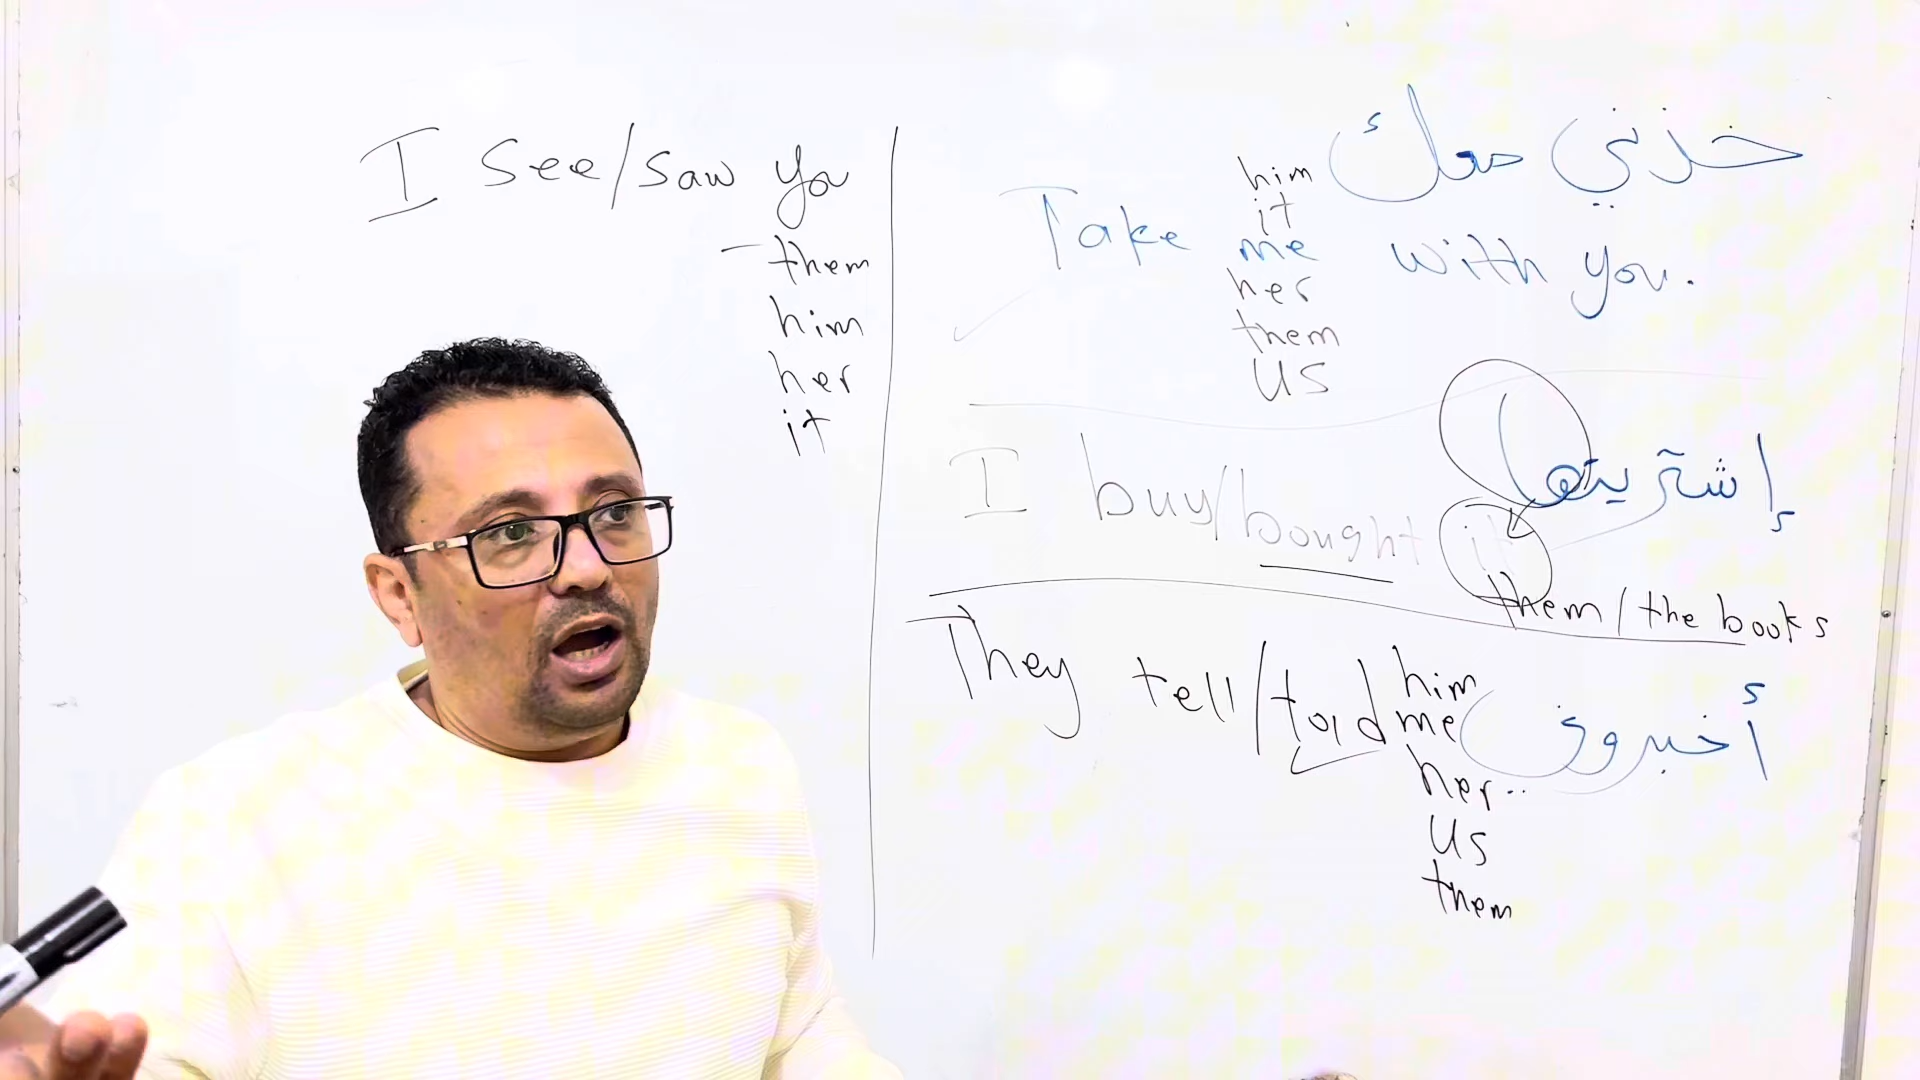 I see/saw you
them
him
her
it
خذني معك
him
it
Take me with you.
her
them
us
إشتريتها
I buy/bought it
them/the books
him
They tell/told me
أخبروني
her
us
them